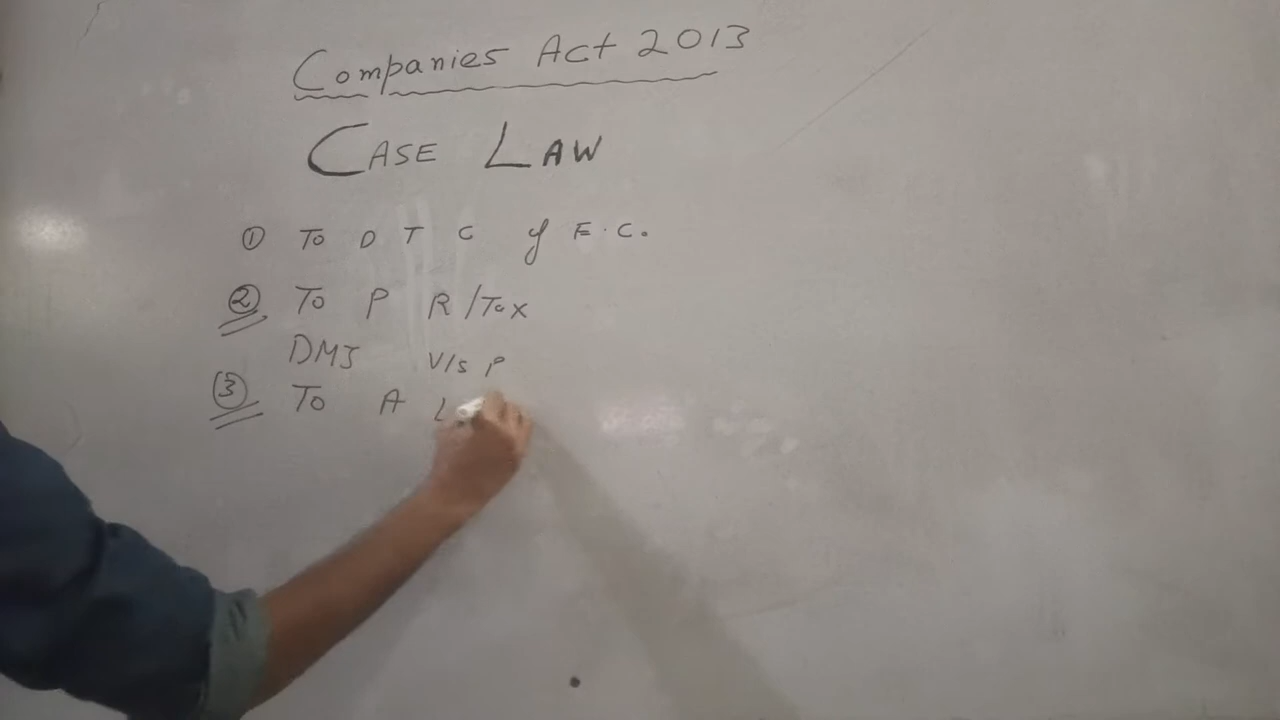 Companies Act 2013
CASE LAW
① To D T C of E.C.
② To P R/Tax
DMJ V/s P
③ To A L